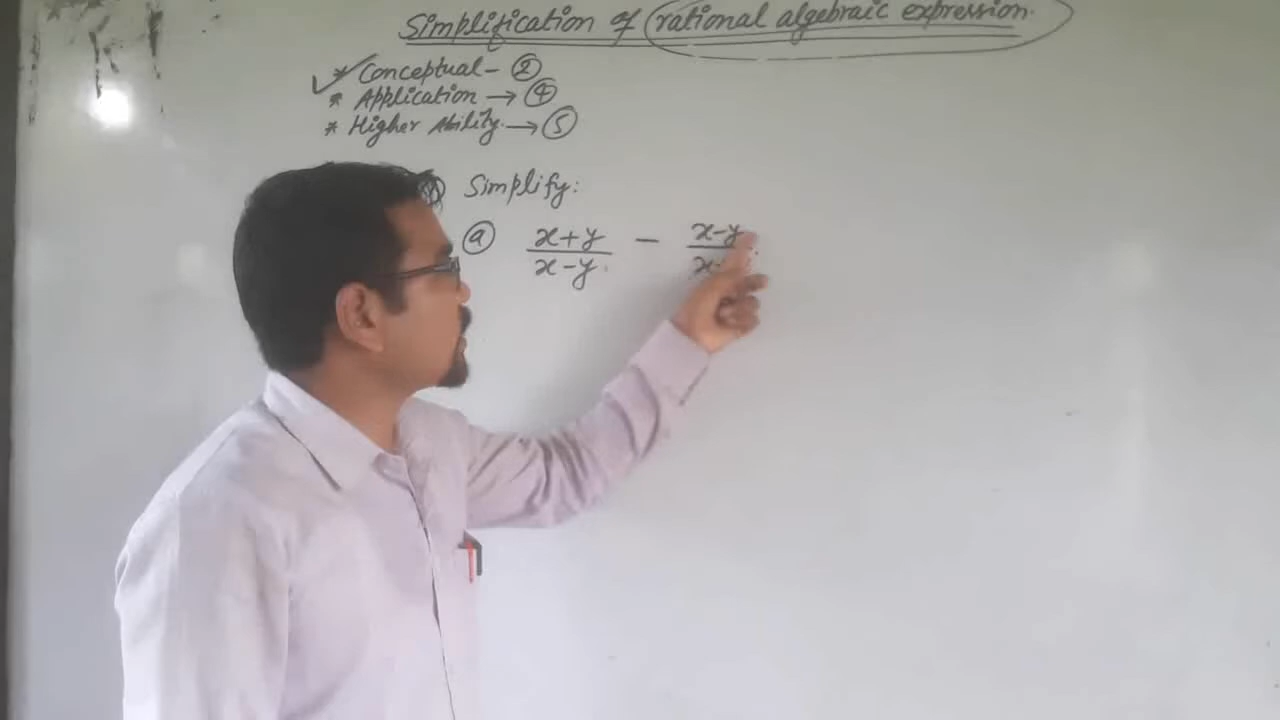 Simplification of rational algebraic expression.
* Conceptual - ②
* Application → ④
* Higher Ability. → ⑤
Simplify:
ⓐ x+y / x-y - x-y / x-